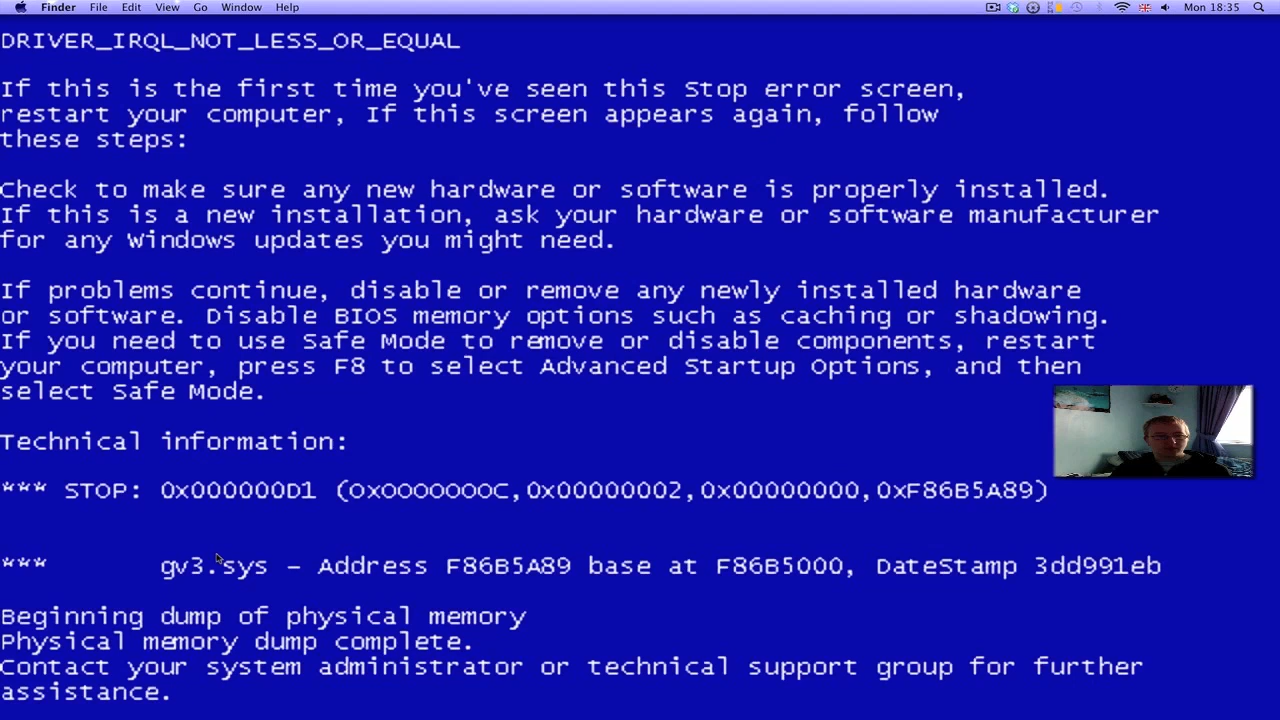 Finder File Edit View Go Window Help Mon 18:35
DRIVER_IRQL_NOT_LESS_OR_EQUAL
If this is the first time you've seen this Stop error screen,
restart your computer, If this screen appears again, follow
these steps:
Check to make sure any new hardware or software is properly installed.
If this is a new installation, ask your hardware or software manufacturer
for any Windows updates you might need.
If problems continue, disable or remove any newly installed hardware
or software. Disable BIOS memory options such as caching or shadowing.
If you need to use Safe Mode to remove or disable components, restart
your computer, press F8 to select Advanced Startup Options, and then
select Safe Mode.
Technical information:
*** STOP: 0x000000D1 (0x0000000C,0x00000002,0x00000000,0xF86B5A89)
*** gv3.sys – Address F86B5A89 base at F86B5000, DateStamp 3dd991eb
Beginning dump of physical memory
Physical memory dump complete.
Contact your system administrator or technical support group for further
assistance.